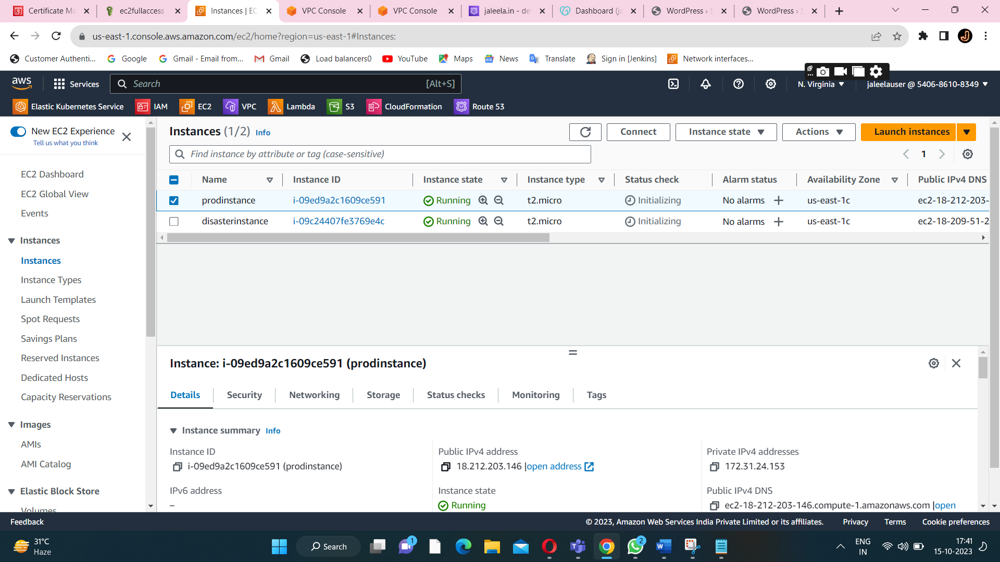 Certificate Ma
ec2fullaccess
Instances | EC
VPC Console
VPC Console
jaleela.in - de
Dashboard (ja
WordPress › S
WordPress › S
us-east-1.console.aws.amazon.com/ec2/home?region=us-east-1#Instances:
Customer Authenti...
Google
Gmail - Email from...
Gmail
Load balancers0
YouTube
Maps
News
Translate
Sign in [Jenkins]
Network interfaces...
aws
Services
Search
[Alt+S]
N. Virginia
jaleelauser @ 5406-8610-8349
Elastic Kubernetes Service
IAM
EC2
VPC
Lambda
S3
CloudFormation
Route 53
New EC2 Experience
Tell us what you think
EC2 Dashboard
EC2 Global View
Events
Instances
Instances
Instance Types
Launch Templates
Spot Requests
Savings Plans
Reserved Instances
Dedicated Hosts
Capacity Reservations
Images
AMIs
AMI Catalog
Elastic Block Store
Volumes
Instances (1/2) Info
Connect
Instance state
Actions
Launch instances
Find instance by attribute or tag (case-sensitive)
1
Name Instance ID Instance state Instance type Status check Alarm status Availability Zone Public IPv4 DNS
prodinstance i-09ed9a2c1609ce591 Running t2.micro Initializing No alarms + us-east-1c ec2-18-212-203-
disasterinstance i-09c24407fe3769e4c Running t2.micro Initializing No alarms + us-east-1c ec2-18-209-51-2
Instance: i-09ed9a2c1609ce591 (prodinstance)
Details
Security
Networking
Storage
Status checks
Monitoring
Tags
Instance summary Info
Instance ID
i-09ed9a2c1609ce591 (prodinstance)
Public IPv4 address
18.212.203.146 |open address
Private IPv4 addresses
172.31.24.153
IPv6 address
–
Instance state
Running
Public IPv4 DNS
ec2-18-212-203-146.compute-1.amazonaws.com |open
Feedback
© 2023, Amazon Web Services India Private Limited or its affiliates.
Privacy
Terms
Cookie preferences
31°C
Haze
Search
1
2
ENG
IN
17:41
15-10-2023